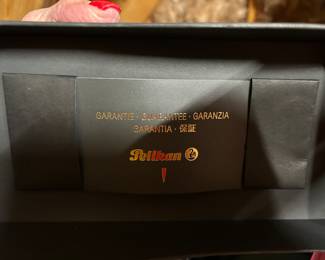 GARANTIE · GUARANTEE · GARANZIA
GARANTIA · 保証
Pelikan